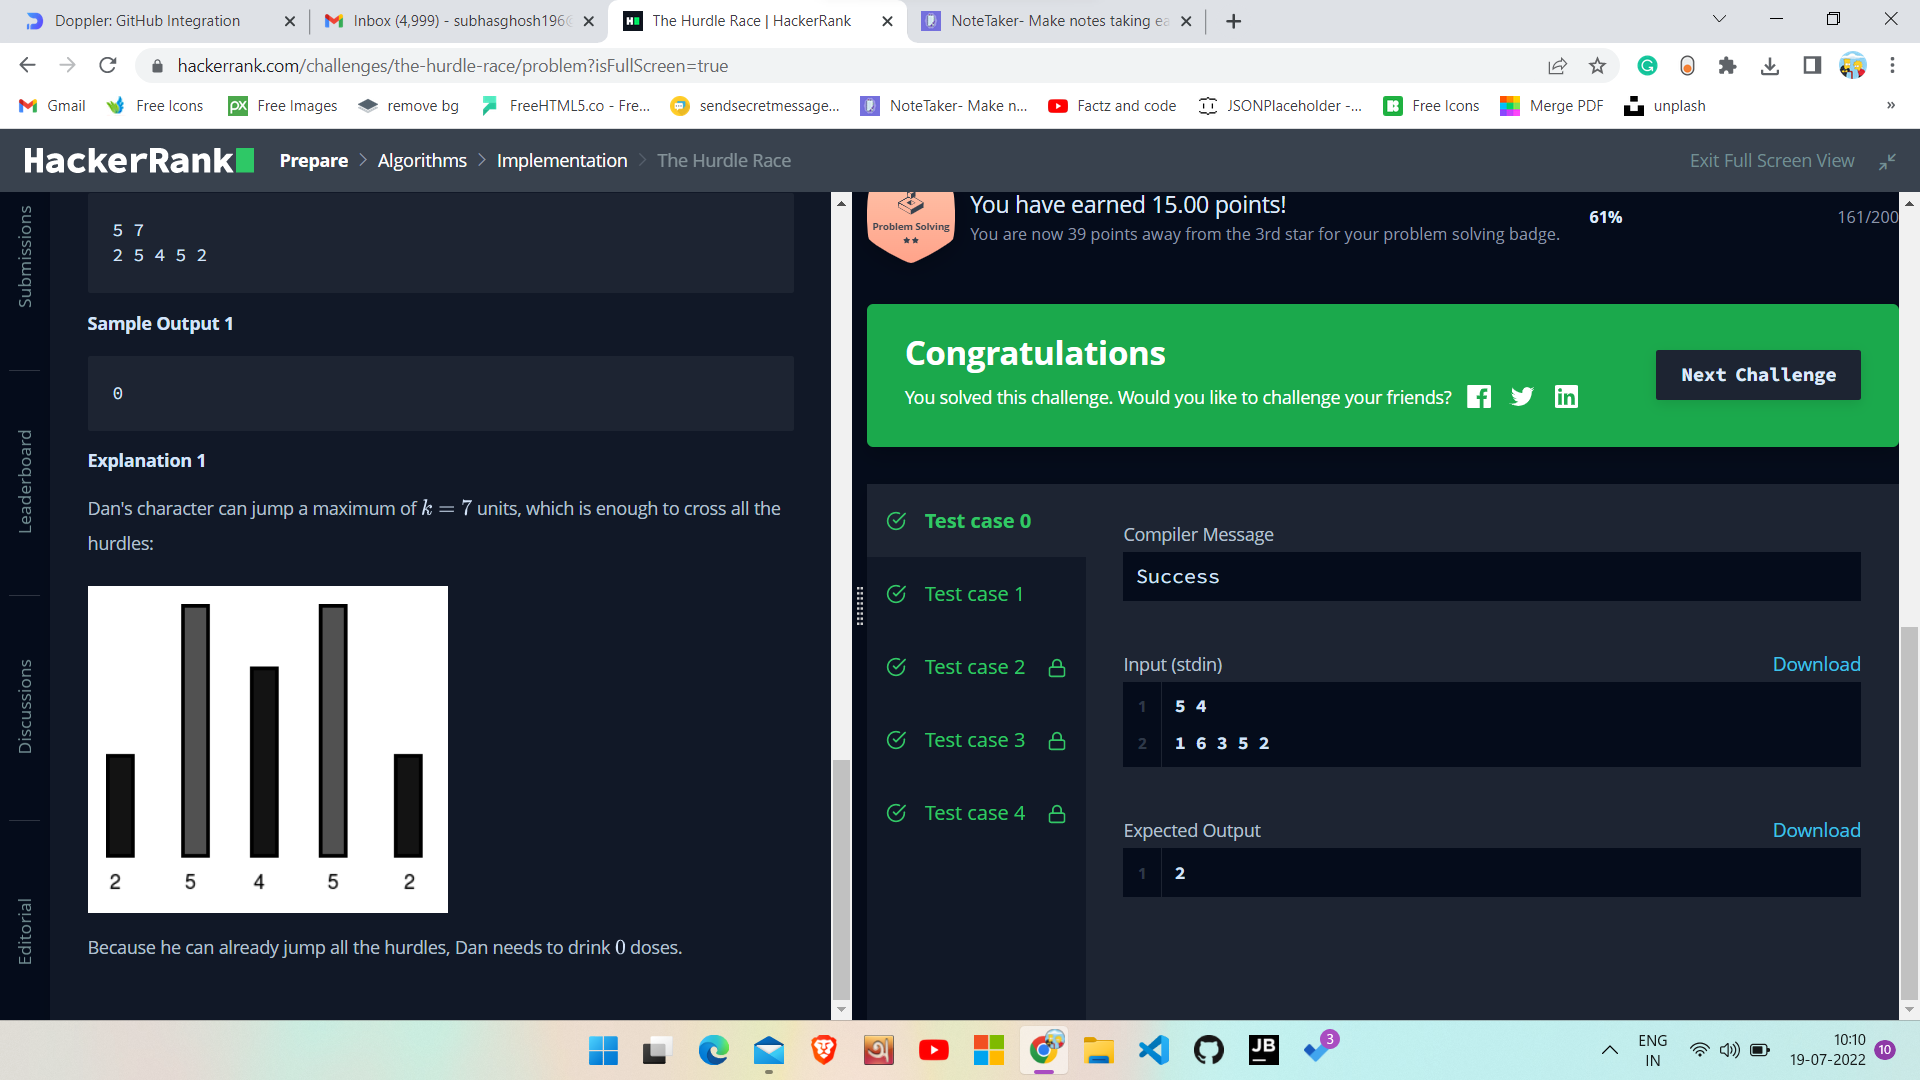 Doppler: GitHub Integration
Inbox (4,999) - subhasghosh196
The Hurdle Race | HackerRank
NoteTaker- Make notes taking ea
hackerrank.com/challenges/the-hurdle-race/problem?isFullScreen=true
Gmail
Free Icons
Free Images
remove bg
FreeHTML5.co - Fre...
sendsecretmessage...
NoteTaker- Make n...
Factz and code
JSONPlaceholder -...
Free Icons
Merge PDF
unplash
»
HackerRank
Prepare
Algorithms
Implementation
The Hurdle Race
Exit Full Screen View
Submissions
Leaderboard
Discussions
Editorial
5 7
2 5 4 5 2
Sample Output 1
0
Explanation 1
Dan's character can jump a maximum of k = 7 units, which is enough to cross all the
hurdles:
2 5 4 5 2
Because he can already jump all the hurdles, Dan needs to drink 0 doses.
Problem Solving
You have earned 15.00 points!
You are now 39 points away from the 3rd star for your problem solving badge.
61%
161/200
Congratulations
You solved this challenge. Would you like to challenge your friends?
Next Challenge
Test case 0
Test case 1
Test case 2
Test case 3
Test case 4
Compiler Message
Success
Input (stdin)
Download
1 5 4
2 1 6 3 5 2
Expected Output
Download
1 2
JB
3
ENG
IN
10:10
19-07-2022
10